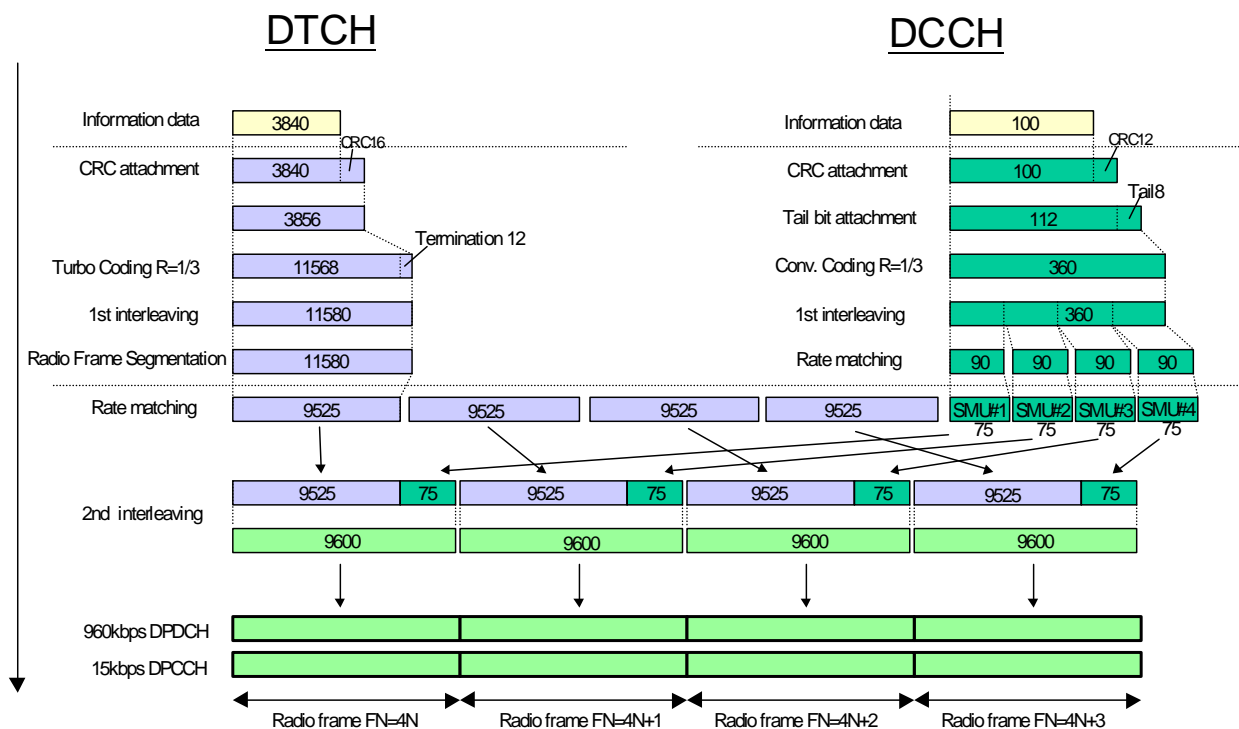 DTCH DCCH
Information data 3840 Information data 100
CRC16 CRC12
CRC attachment 3840 CRC attachment 100
Tail8
3856 Tail bit attachment 112
Termination 12
Turbo Coding R=1/3 11568 Conv. Coding R=1/3 360
1st interleaving 11580 1st interleaving 360
Radio Frame Segmentation 11580 Rate matching 90 90 90 90
Rate matching 9525 9525 9525 9525 SMU#1 SMU#2 SMU#3 SMU#4
75 75 75 75
9525 75 9525 75 9525 75 9525 75
2nd interleaving
9600 9600 9600 9600
960kbps DPDCH
15kbps DPCCH
Radio frame FN=4N Radio frame FN=4N+1 Radio frame FN=4N+2 Radio frame FN=4N+3